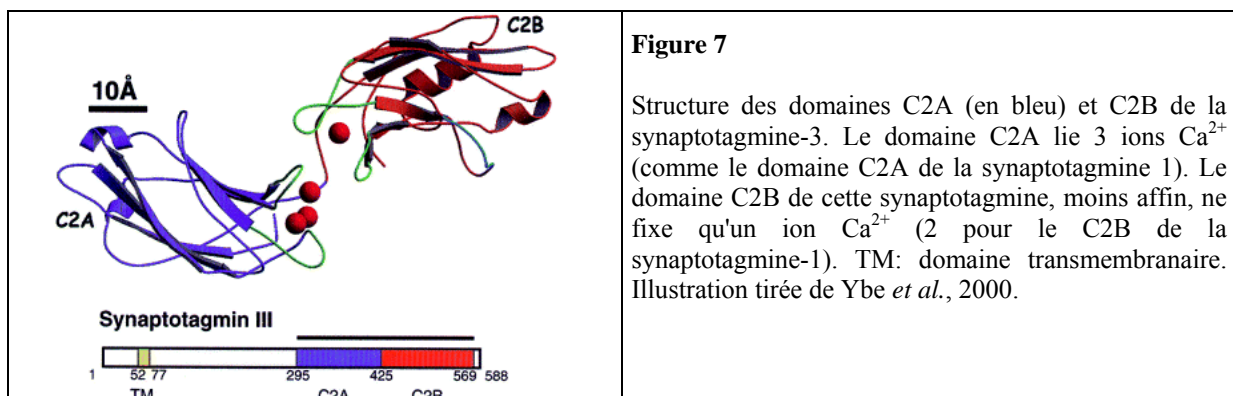 C2B
10Å
C2A
Synaptotagmin III
1 52 77 295 425 569 588
TM C2A C2B
Figure 7
Structure des domaines C2A (en bleu) et C2B de la
synaptotagmine-3. Le domaine C2A lie 3 ions Ca²⁺
(comme le domaine C2A de la synaptotagmine 1). Le
domaine C2B de cette synaptotagmine, moins affin, ne
fixe qu'un ion Ca²⁺ (2 pour le C2B de la
synaptotagmine-1). TM: domaine transmembranaire.
Illustration tirée de Ybe et al., 2000.